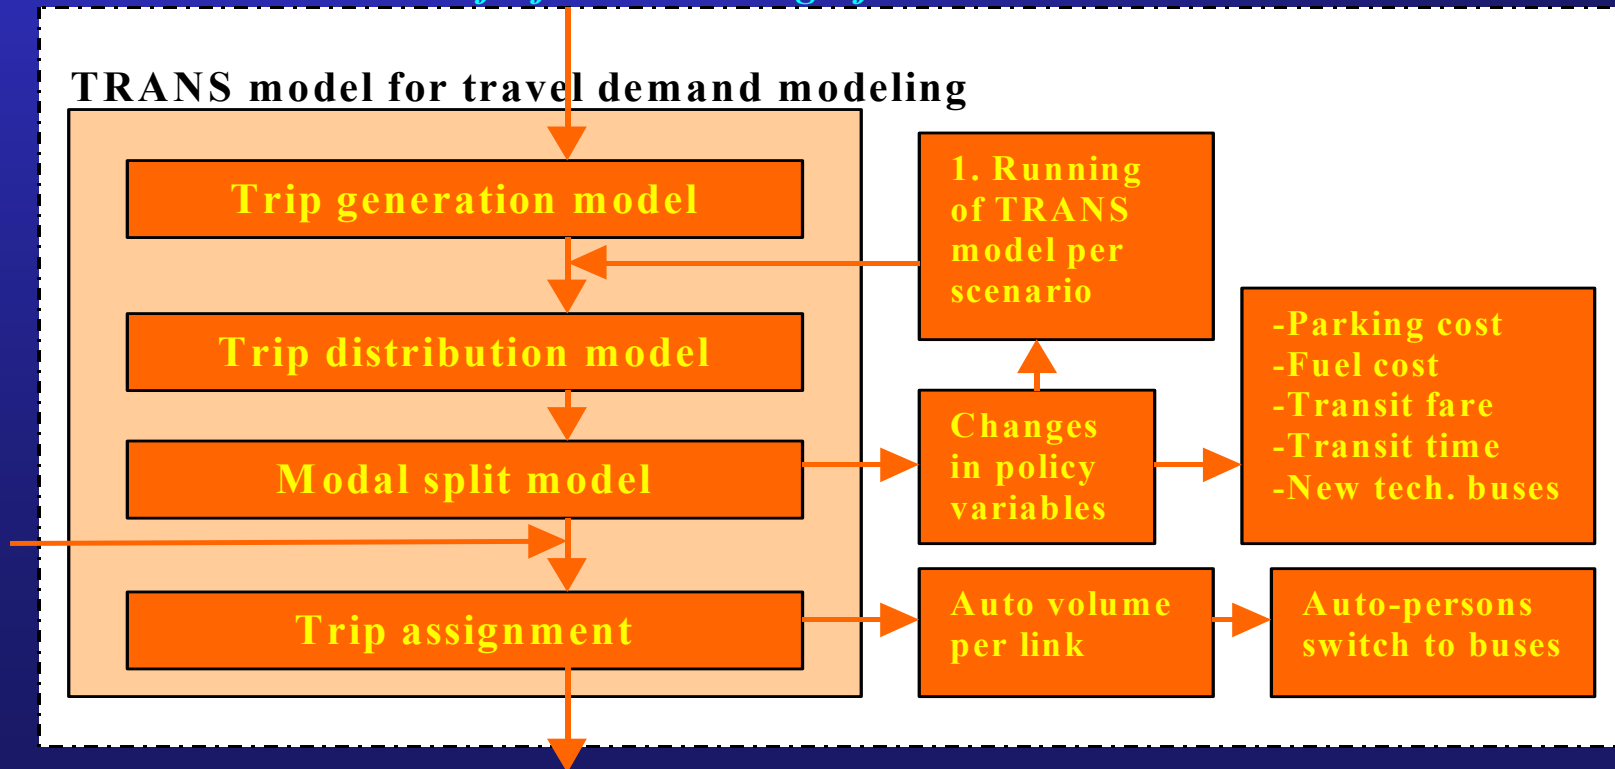 TRANS model for travel demand modeling
Trip generation model
Trip distribution model
Modal split model
Trip assignment
1. Running
of TRANS
model per
scenario
Changes
in policy
variables
-Parking cost
-Fuel cost
-Transit fare
-Transit time
-New tech. buses
Auto volume
per link
Auto-persons
switch to buses